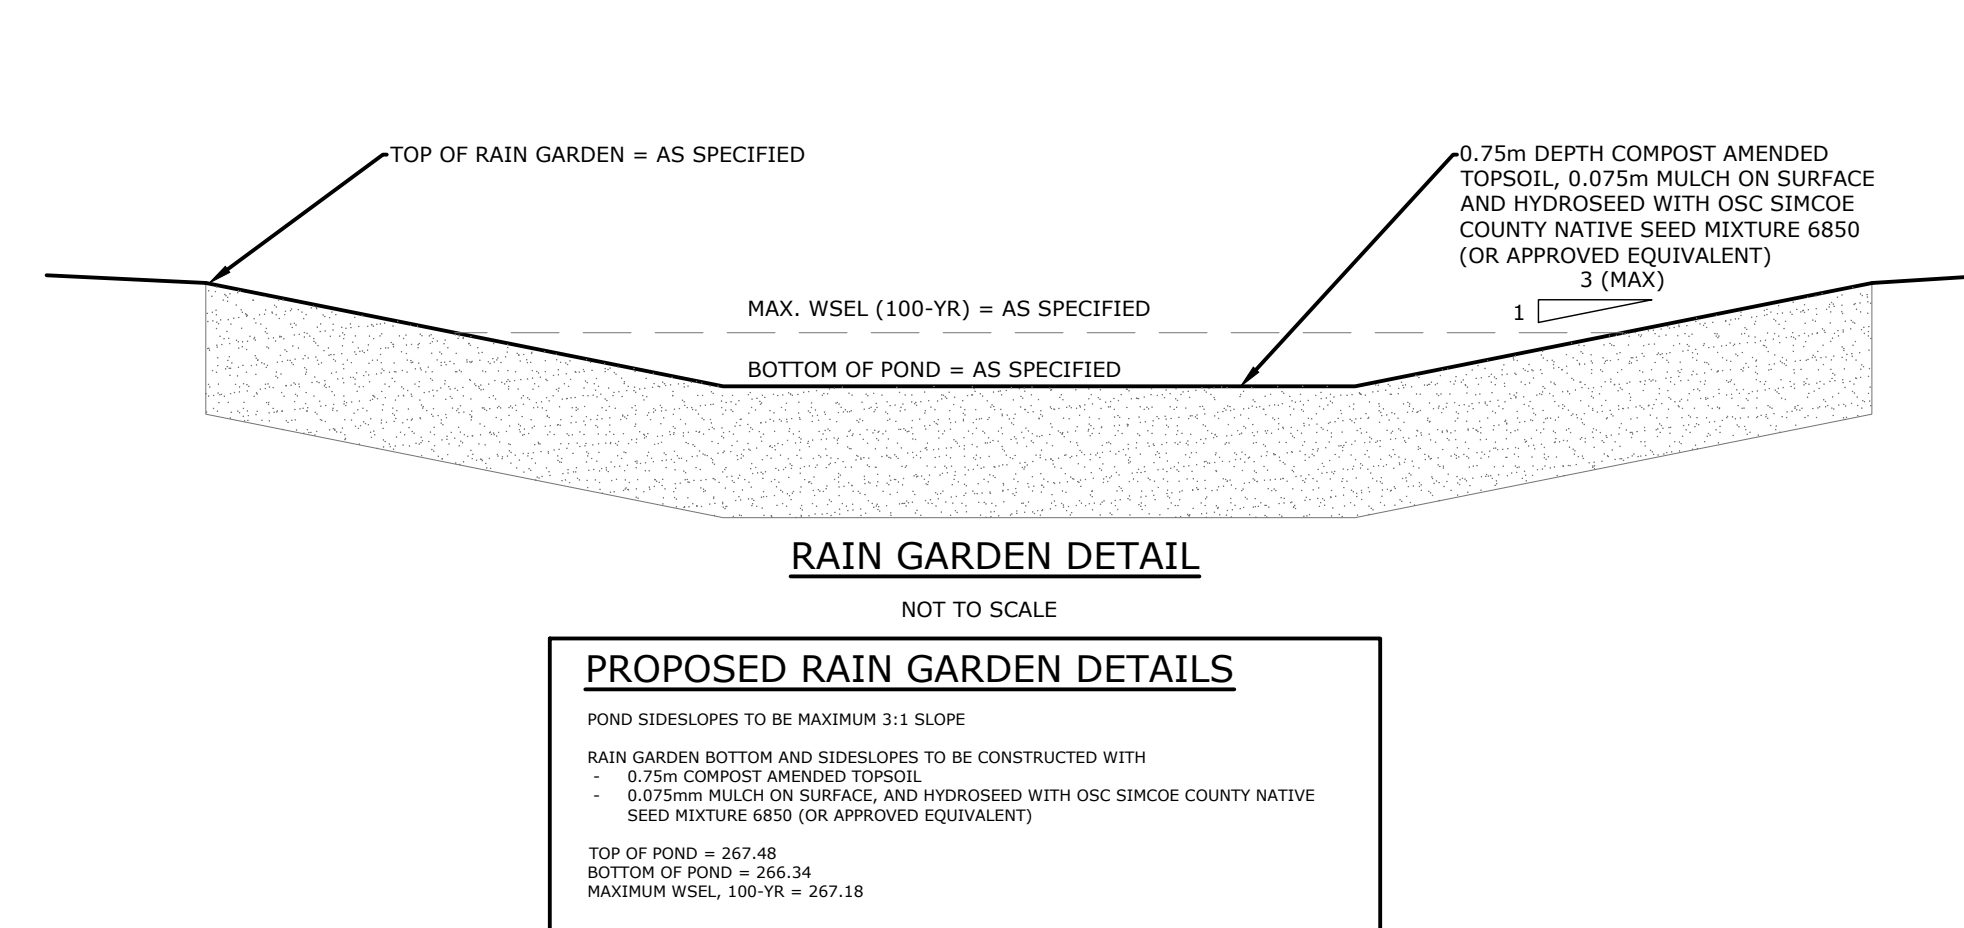 TOP OF RAIN GARDEN = AS SPECIFIED
0.75m DEPTH COMPOST AMENDED
TOPSOIL, 0.075m MULCH ON SURFACE
AND HYDROSEED WITH OSC SIMCOE
COUNTY NATIVE SEED MIXTURE 6850
(OR APPROVED EQUIVALENT)
3 (MAX)
1
MAX. WSEL (100-YR) = AS SPECIFIED
BOTTOM OF POND = AS SPECIFIED
RAIN GARDEN DETAIL
NOT TO SCALE
PROPOSED RAIN GARDEN DETAILS
POND SIDESLOPES TO BE MAXIMUM 3:1 SLOPE
RAIN GARDEN BOTTOM AND SIDESLOPES TO BE CONSTRUCTED WITH
- 0.75m COMPOST AMENDED TOPSOIL
- 0.075mm MULCH ON SURFACE, AND HYDROSEED WITH OSC SIMCOE COUNTY NATIVE
SEED MIXTURE 6850 (OR APPROVED EQUIVALENT)
TOP OF POND = 267.48
BOTTOM OF POND = 266.34
MAXIMUM WSEL, 100-YR = 267.18